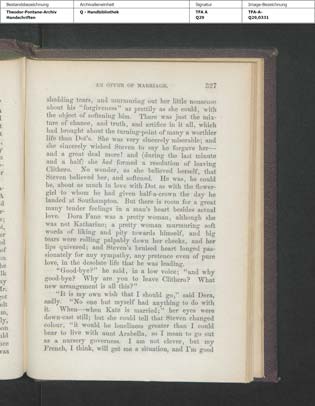 Bestandsbezeichnung Archivalieneinheit Signatur Image-Bezeichnung
Theodor-Fontane-Archiv Q - Handbibliothek TFA A TFA-A-
Handschriften Q29 Q29,0331
AN OFFER OF MARRIAGE. 327
shedding tears, and murmuring out her little nonsense
about his "forgiveness" as prettily as she could, with
the object of softening him. There was just the mix-
ture of chance, and truth, and artifice in it all, which
had brought about the turning-point of many a worthier
life than Dot's. She was very sincerely miserable; and
she sincerely wished Steven to say he forgave her—
and a great deal more! and (during the last minute
and a half) she had formed a resolution of leaving
Clithero. No wonder, as she believed herself, that
Steven believed her, and softened. He was, he could
be, about as much in love with Dot as with the flower-
girl to whom he had given half-a-crown the day he
landed at Southampton. But there is room for a great
many tender feelings in a man's heart besides actual
love. Dora Fane was a pretty woman, although she
was not Katharine; a pretty woman murmuring soft
words of liking and pity towards himself, and big
tears were rolling palpably down her cheeks, and her
lips quivered; and Steven's bruised heart longed pas-
sionately for any sympathy, any pretence even of pure
love, in the desolate life that he was leading.
"Good-bye?" he said, in a low voice; "and why
good-bye? Why are you to leave Clithero? What
new arrangement is all this?"
"It is my own wish that I should go," said Dora,
sadly. "No one but myself had anything to do with
it. When—when Kate is married;" her eyes were
down-cast still; but she could tell that Steven changed
colour, "it would be loneliness greater than I could
bear to live with aunt Arabella, so I mean to go out
as a nursery governess. I am not clever, but my
French, I think, will get me a situation, and I'm good